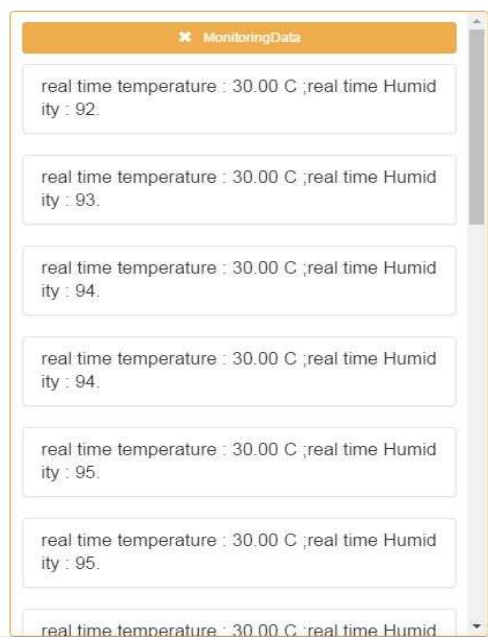 ✖ MonitoringData
real time temperature : 30.00 C ;real time Humid
ity : 92.
real time temperature : 30.00 C ;real time Humid
ity : 93.
real time temperature : 30.00 C ;real time Humid
ity : 94.
real time temperature : 30.00 C ;real time Humid
ity : 94.
real time temperature : 30.00 C ;real time Humid
ity : 95.
real time temperature : 30.00 C ;real time Humid
ity : 95.
real time temperature : 30.00 C ;real time Humid